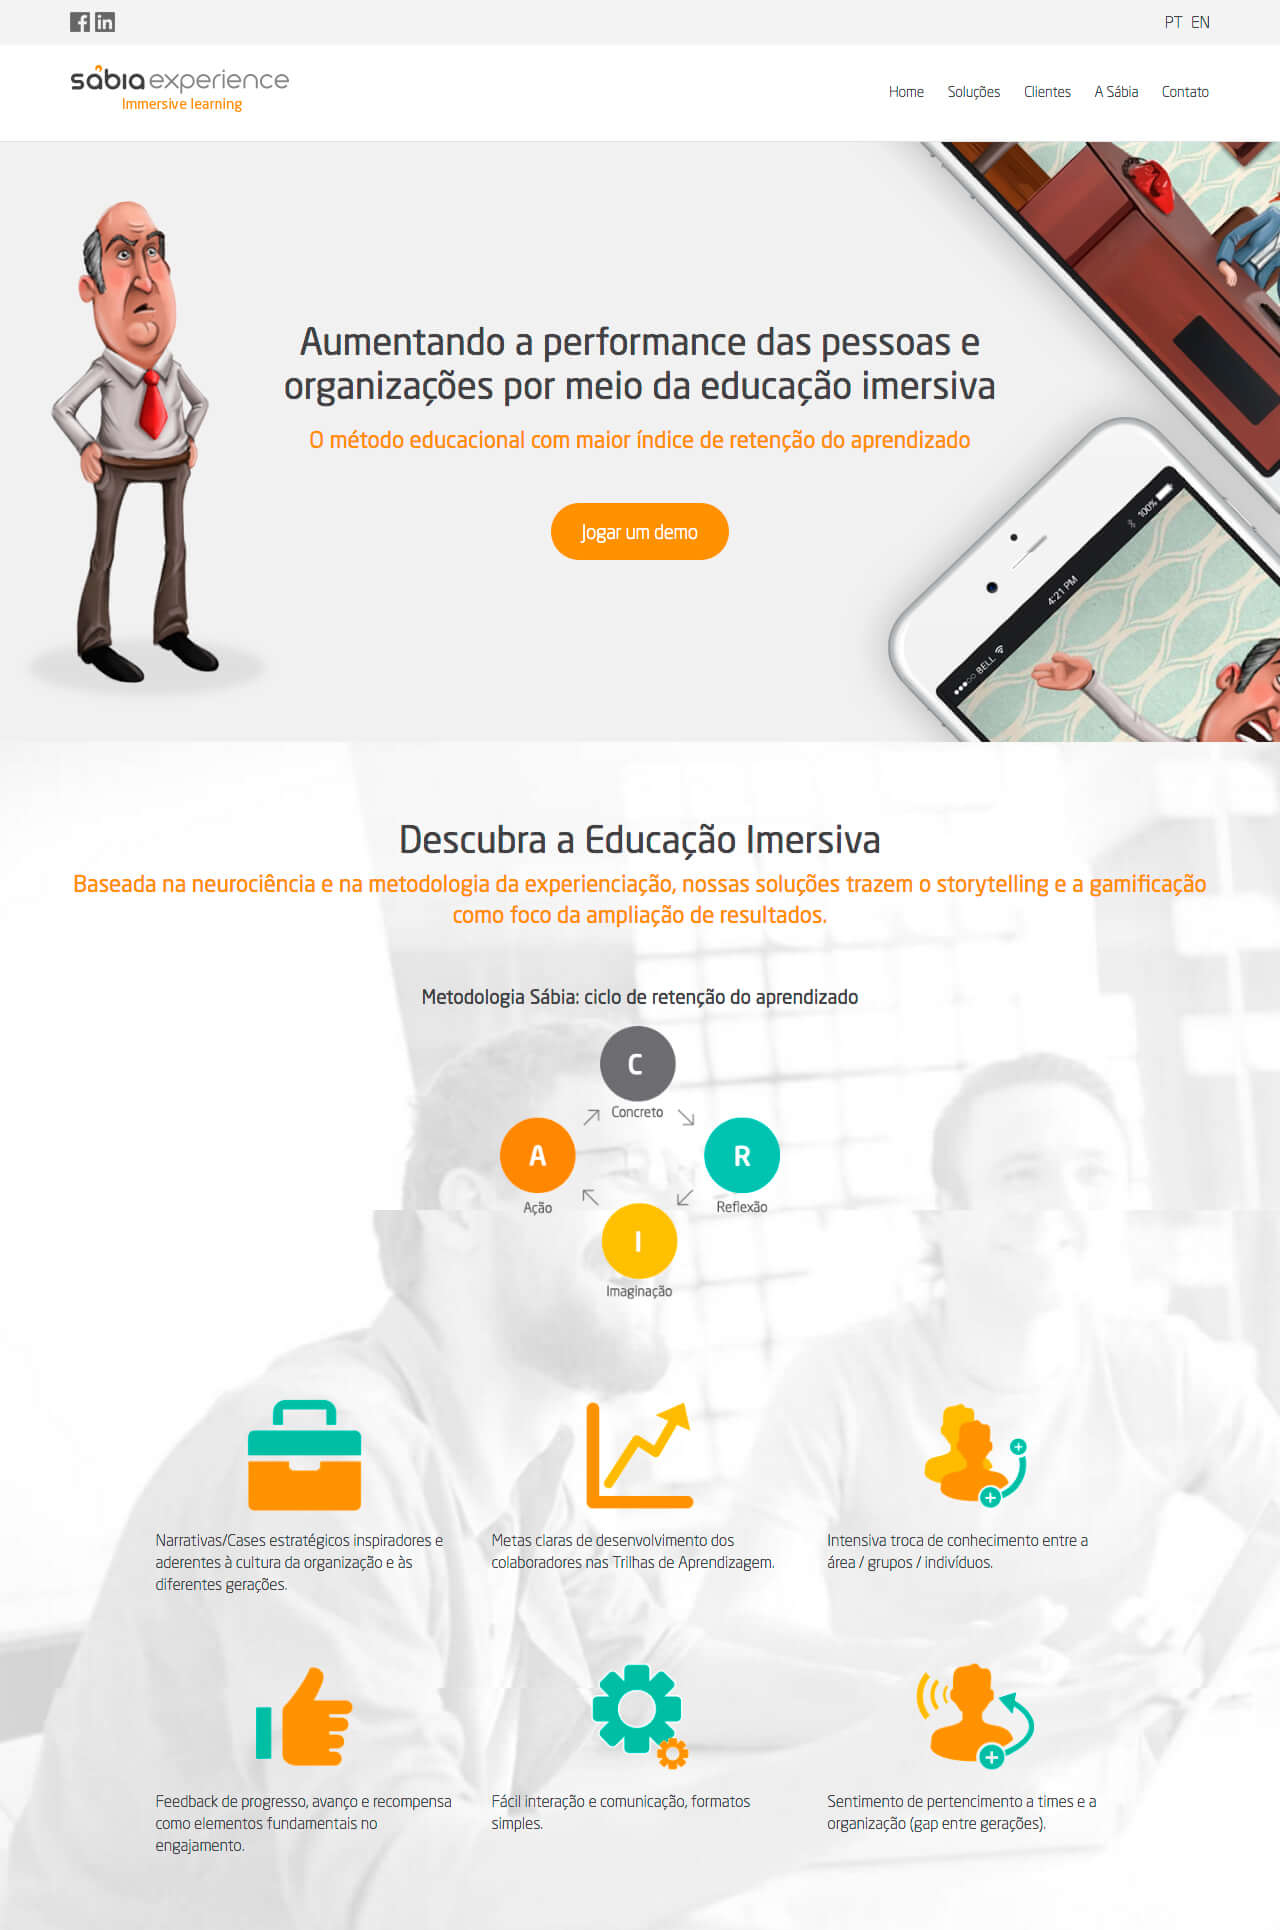 PT EN
sábia experience
Immersive learning
Home Soluções Clientes A Sábia Contato
Aumentando a performance das pessoas e
organizações por meio da educação imersiva
O método educacional com maior índice de retenção do aprendizado
Jogar um demo
100%
4:21 PM
BELL
Descubra a Educação Imersiva
Baseada na neurociência e na metodologia da experienciação, nossas soluções trazem o storytelling e a gamificação
como foco da ampliação de resultados.
Metodologia Sábia: ciclo de retenção do aprendizado
C
Concreto
A
Ação
R
Reflexão
I
Imaginação
Narrativas/Cases estratégicos inspiradores e
aderentes à cultura da organização e às
diferentes gerações.
Metas claras de desenvolvimento dos
colaboradores nas Trilhas de Aprendizagem.
Intensiva troca de conhecimento entre a
área / grupos / indivíduos.
Feedback de progresso, avanço e recompensa
como elementos fundamentais no
engajamento.
Fácil interação e comunicação, formatos
simples.
Sentimento de pertencimento a times e a
organização (gap entre gerações).